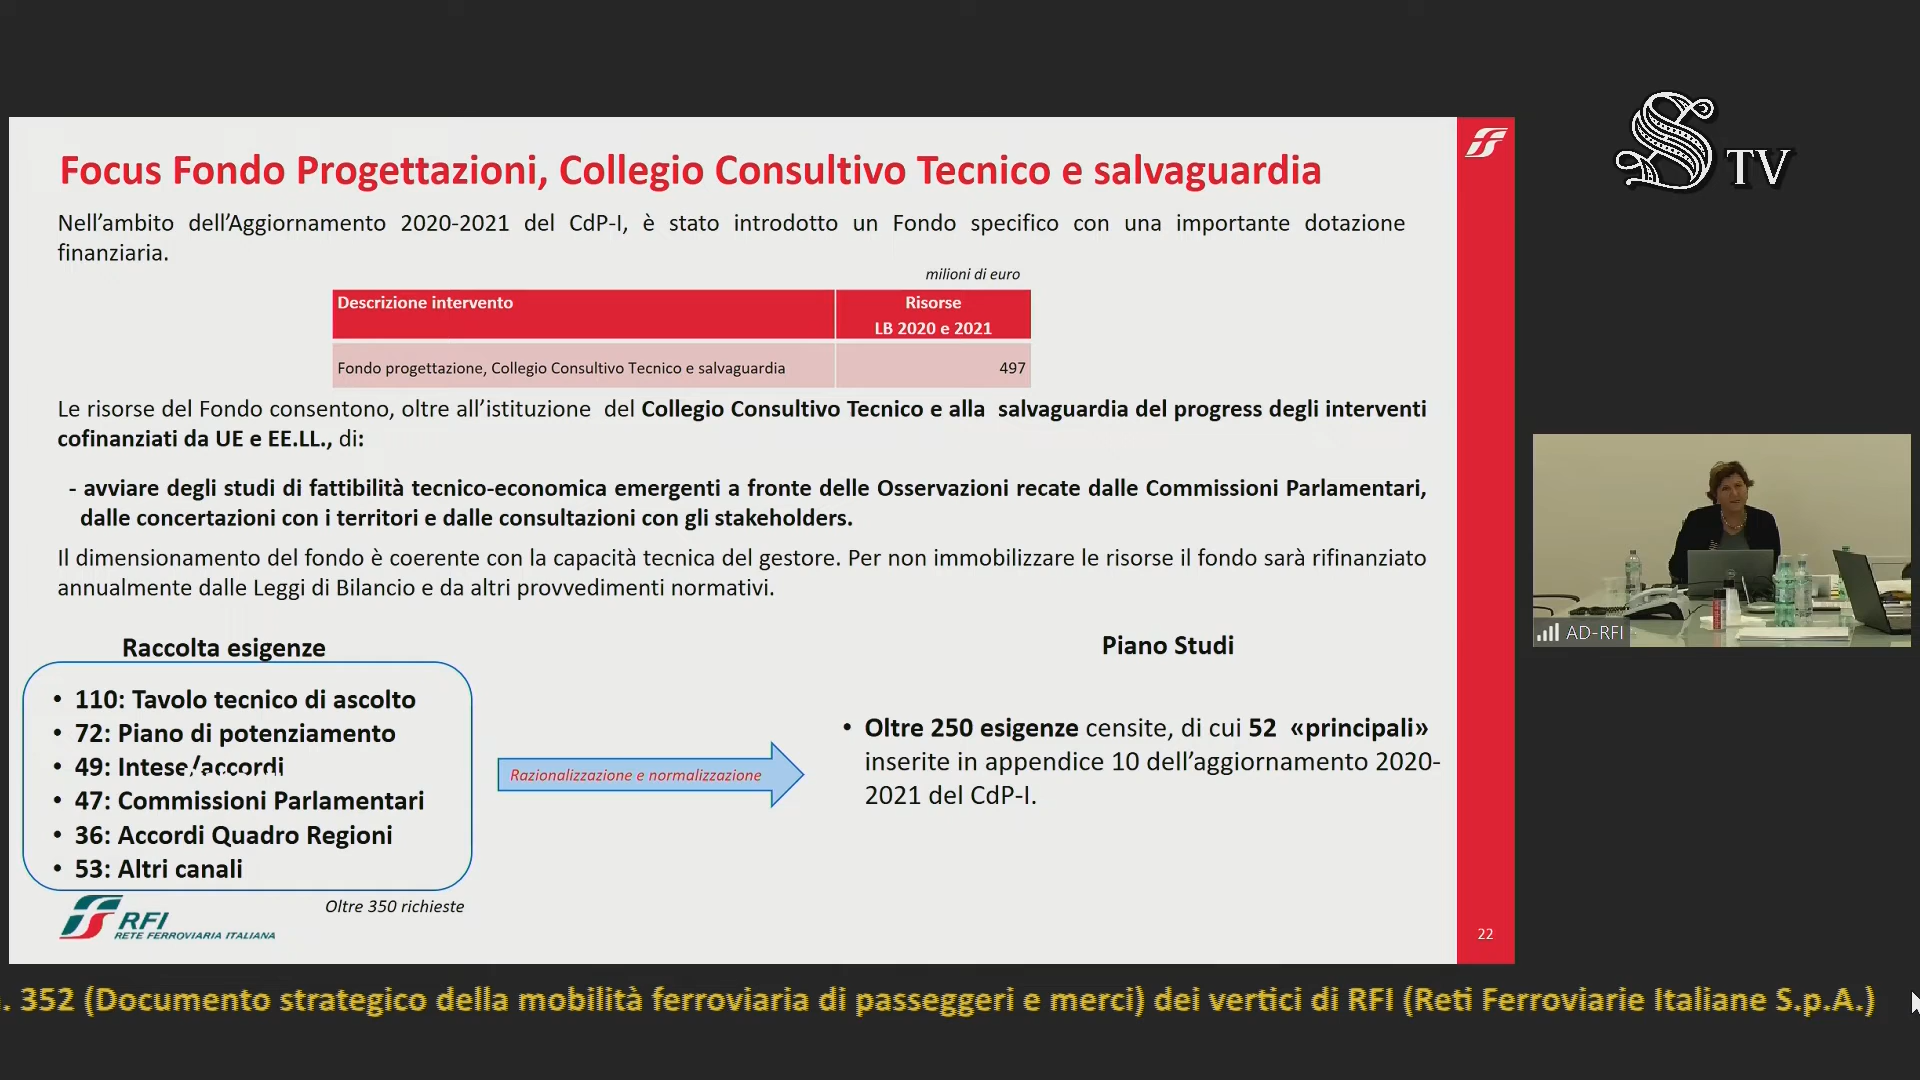 Focus Fondo Progettazioni, Collegio Consultivo Tecnico e salvaguardia
Nell’ambito dell’Aggiornamento 2020-2021 del CdP-I, è stato introdotto un Fondo specifico con una importante dotazione
finanziaria.
milioni di euro
Descrizione intervento
Risorse
LB 2020 e 2021
Fondo progettazione, Collegio Consultivo Tecnico e salvaguardia
497
Le risorse del Fondo consentono, oltre all’istituzione del Collegio Consultivo Tecnico e alla salvaguardia del progress degli interventi
cofinanziati da UE e EE.LL., di:
- avviare degli studi di fattibilità tecnico-economica emergenti a fronte delle Osservazioni recate dalle Commissioni Parlamentari,
dalle concertazioni con i territori e dalle consultazioni con gli stakeholders.
Il dimensionamento del fondo è coerente con la capacità tecnica del gestore. Per non immobilizzare le risorse il fondo sarà rifinanziato
annualmente dalle Leggi di Bilancio e da altri provvedimenti normativi.
Raccolta esigenze
• 110: Tavolo tecnico di ascolto
• 72: Piano di potenziamento
• 49: Intese/accordi
• 47: Commissioni Parlamentari
• 36: Accordi Quadro Regioni
• 53: Altri canali
Oltre 350 richieste
Razionalizzazione e normalizzazione
Piano Studi
• Oltre 250 esigenze censite, di cui 52 «principali»
inserite in appendice 10 dell’aggiornamento 2020-
2021 del CdP-I.
RFI
RETE FERROVIARIA ITALIANA
22
S TV
AD-RFI
. 352 (Documento strategico della mobilità ferroviaria di passeggeri e merci) dei vertici di RFI (Reti Ferroviarie Italiane S.p.A.)